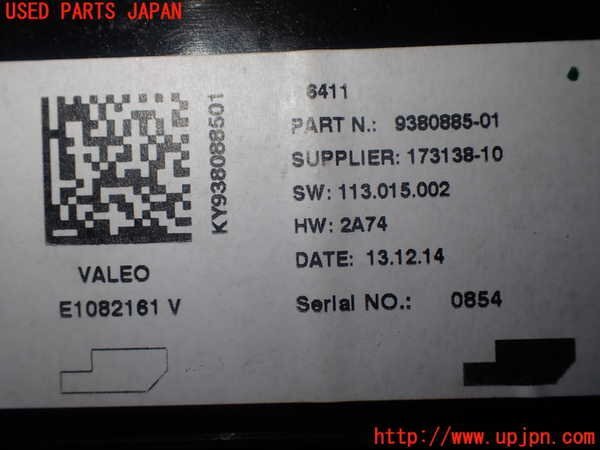 USED PARTS JAPAN
6411
PART N.: 9380885-01
SUPPLIER: 173138-10
SW: 113.015.002
HW: 2A74
DATE: 13.12.14
Serial NO.: 0854
KY938088501
VALEO
E1082161 V
http://www.upjpn.com